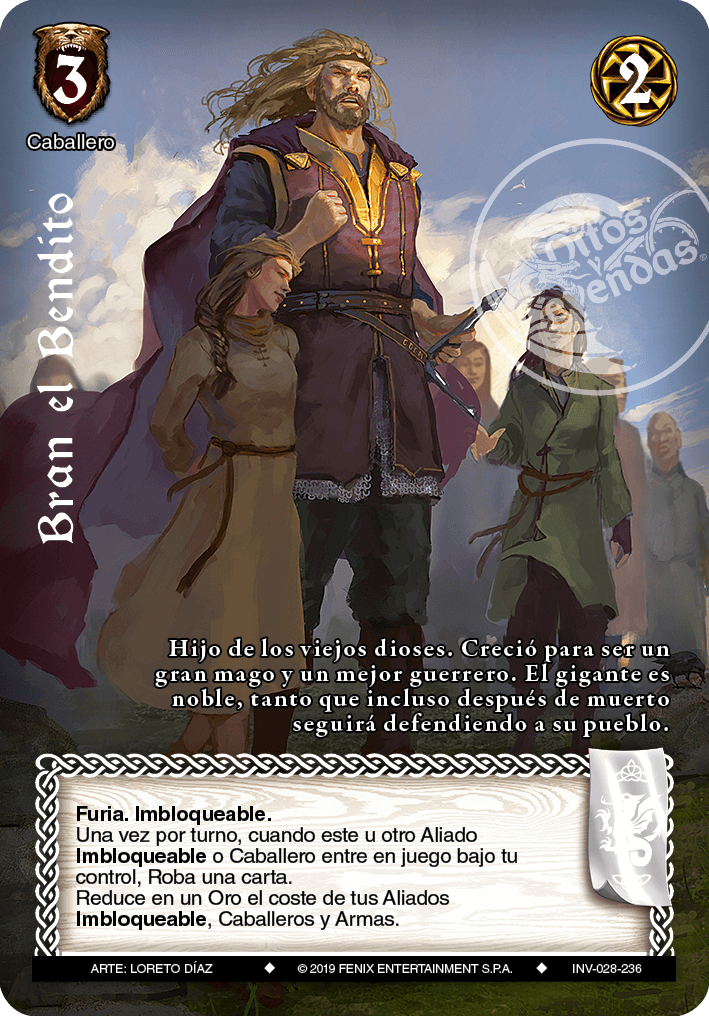 3
2
Caballero
Mitos
y
Leyendas®
Bran el Bendito
Hijo de los viejos dioses. Creció para ser un
gran mago y un mejor guerrero. El gigante es
noble, tanto que incluso después de muerto
seguirá defendiendo a su pueblo.
Furia. Imbloqueable.
Una vez por turno, cuando este u otro Aliado
Imbloqueable o Caballero entre en juego bajo tu
control, Roba una carta.
Reduce en un Oro el coste de tus Aliados
Imbloqueable, Caballeros y Armas.
ARTE: LORETO DÍAZ ◆ © 2019 FENIX ENTERTAINMENT S.P.A. ◆ INV-028-236